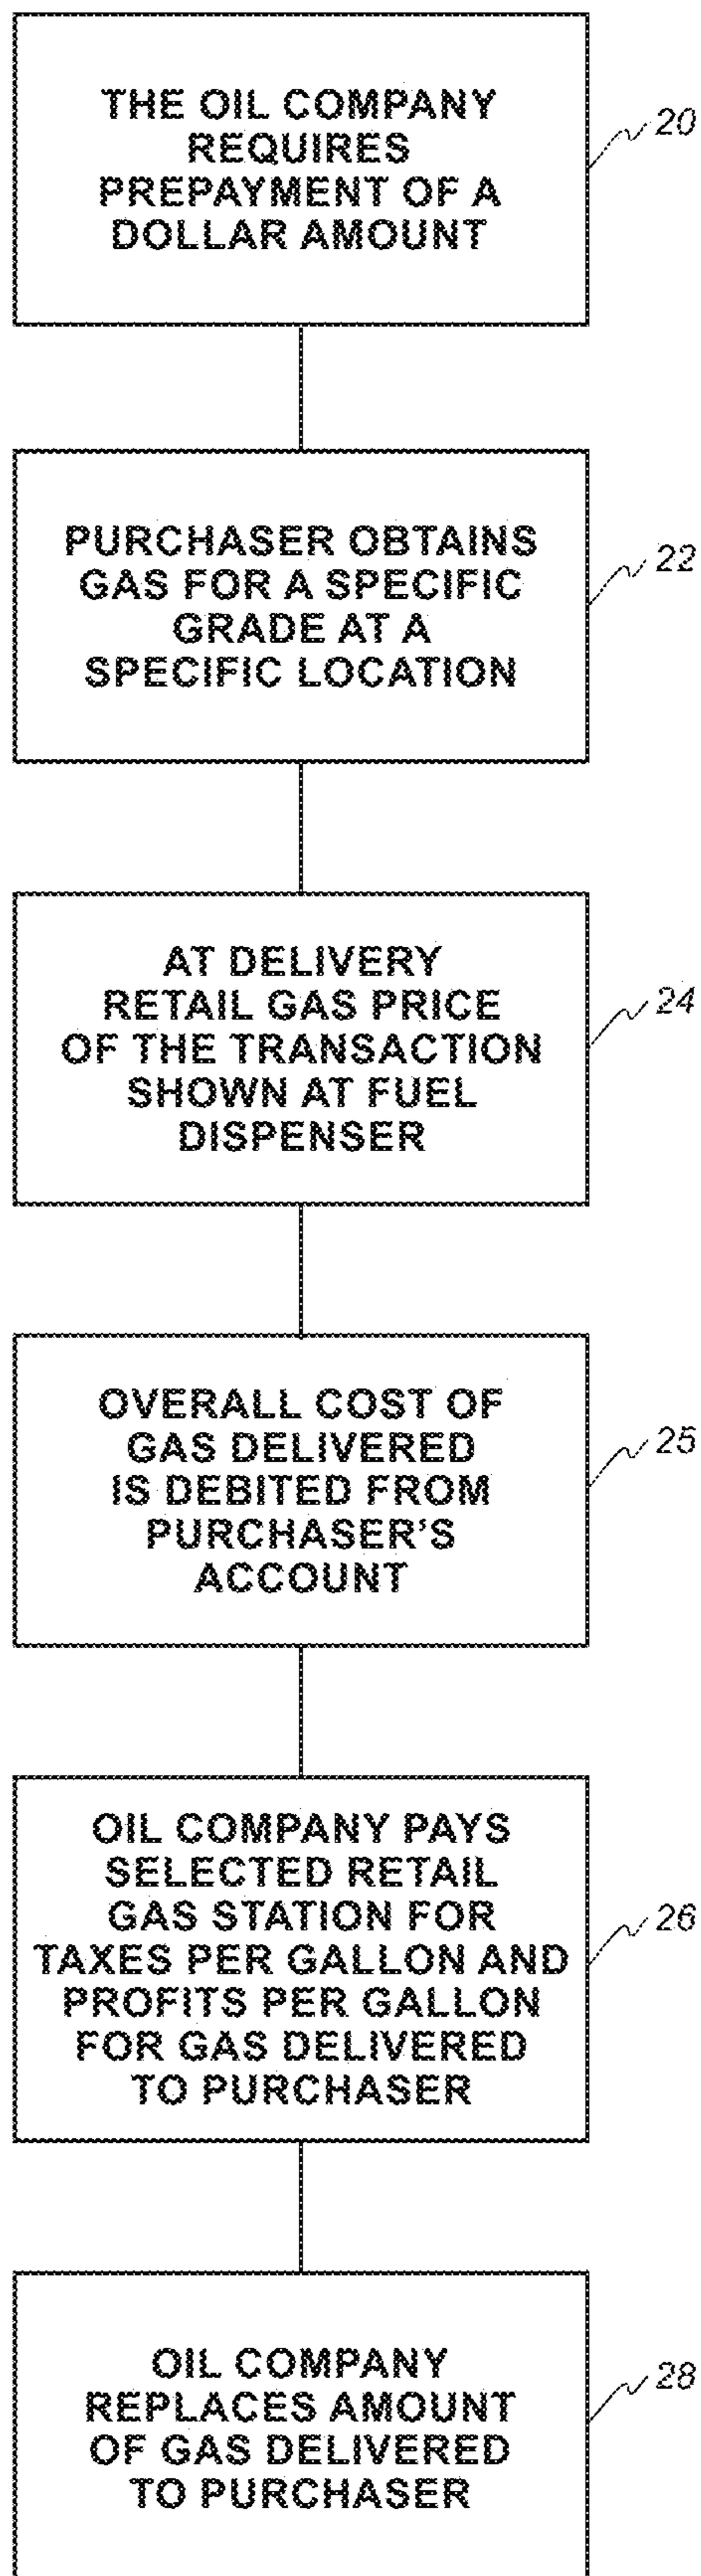 THE OIL COMPANY
REQUIRES
PREPAYMENT OF A
DOLLAR AMOUNT
20
PURCHASER OBTAINS
GAS FOR A SPECIFIC
GRADE AT A
SPECIFIC LOCATION
22
AT DELIVERY
RETAIL GAS PRICE
OF THE TRANSACTION
SHOWN AT FUEL
DISPENSER
24
OVERALL COST OF
GAS DELIVERED
IS DEBITED FROM
PURCHASER'S
ACCOUNT
25
OIL COMPANY PAYS
SELECTED RETAIL
GAS STATION FOR
TAXES PER GALLON AND
PROFITS PER GALLON
FOR GAS DELIVERED
TO PURCHASER
26
OIL COMPANY
REPLACES AMOUNT
OF GAS DELIVERED
TO PURCHASER
28